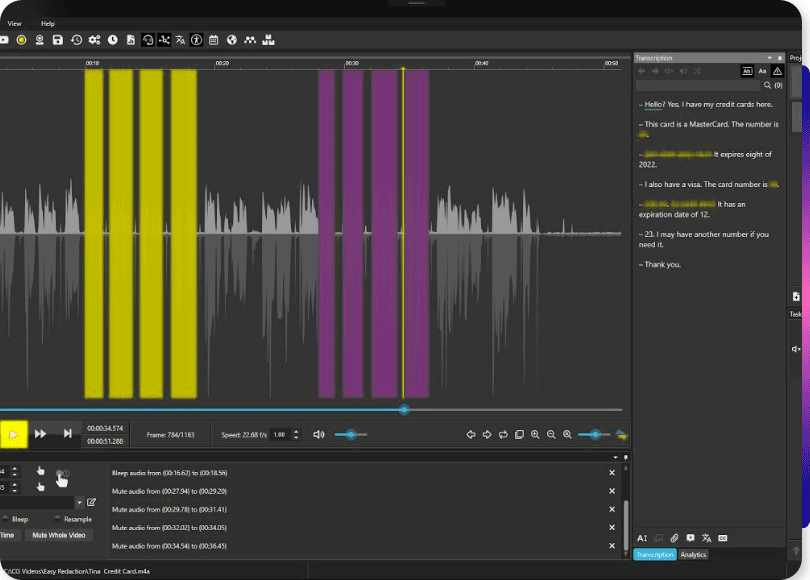 View Help
00:10 00:20 00:30 00:40 00:50
Transcription
Proj
Ab Aa
(0)
– Hello? Yes, I have my credit cards here.
– This card is a MasterCard. The number is
It expires eight of
2022.
– I also have a visa. The card number is
It has an
expiration date of 12.
– 23. I may have another number if you
need it.
– Thank you.
Task
00:00:34.574
00:00:51.288
Frame: 784/1163
Speed: 22.68 f/s 1.00
Bleep audio from (00:16.62) to (00:18.56)
Mute audio from (00:27.94) to (00:29.20)
Mute audio from (00:29.78) to (00:31.41)
Mute audio from (00:32.02) to (00:34.05)
Mute audio from (00:34.54) to (00:36.45)
Bleep Resample
Time Mute Whole Video
AI
CC
Transcription Analytics
C:\CG Videos\Easy Redaction\Tina Credit Card.m4a